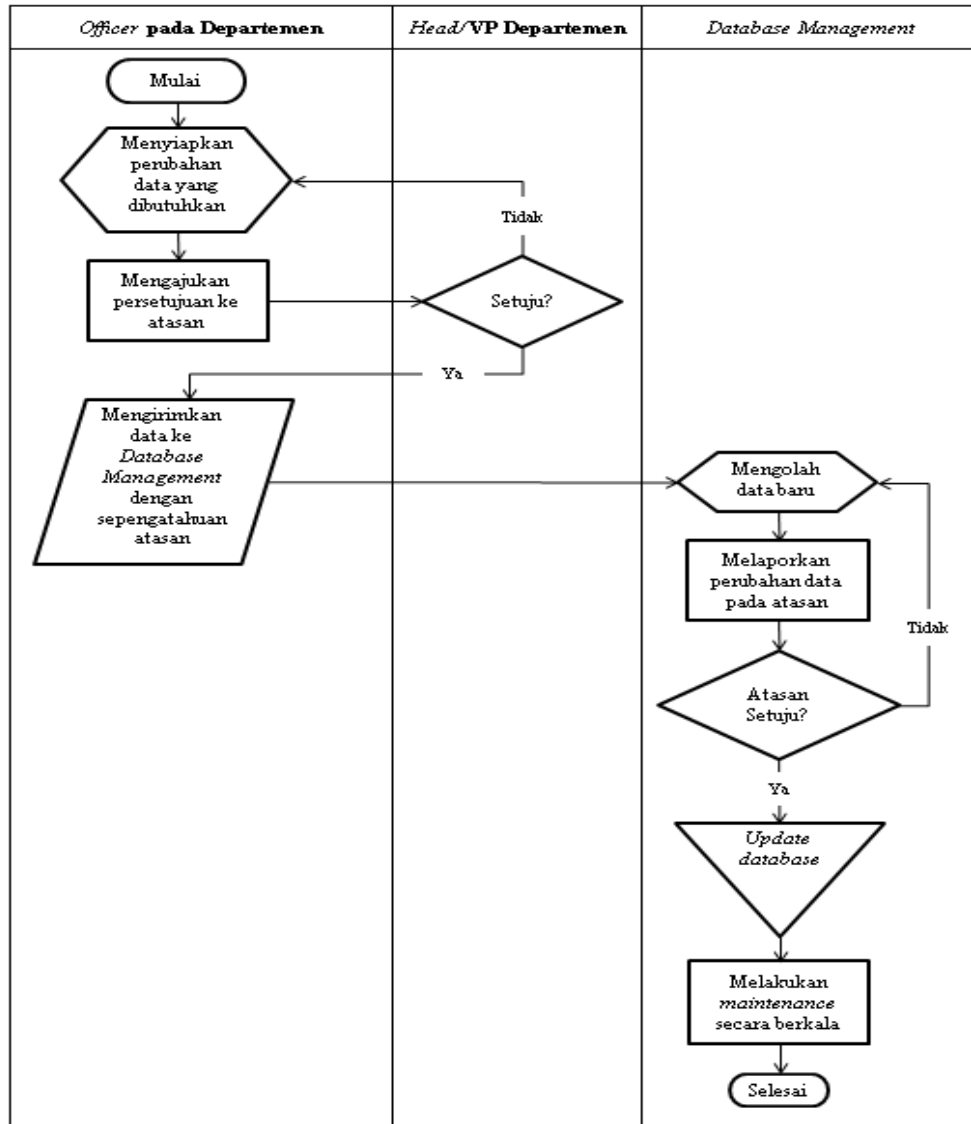 Officer pada Departemen
Head/VP Departemen
Database Management
Mulai
Menyiapkan
perubahan
data yang
dibutuhkan
Tidak
Mengajukan
persetujuan ke
atasan
Setuju?
Ya
Mengirimkan
data ke
Database
Management
dengan
sepengatahuan
atasan
Mengolah
data baru
Melaporkan
perubahan data
pada atasan
Tidak
Atasan
Setuju?
Ya
Update
database
Melakukan
maintenance
secara berkala
Selesai